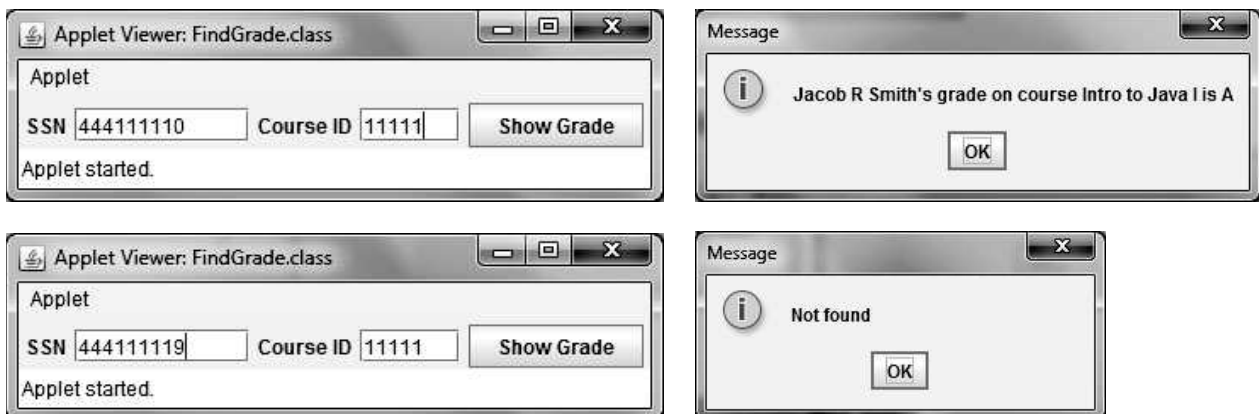 Applet Viewer: FindGrade.class
Applet
SSN 444111110 Course ID 11111 Show Grade
Applet started.
Message
Jacob R Smith's grade on course Intro to Java I is A
OK
Applet Viewer: FindGrade.class
Applet
SSN 444111119 Course ID 11111 Show Grade
Applet started.
Message
Not found
OK